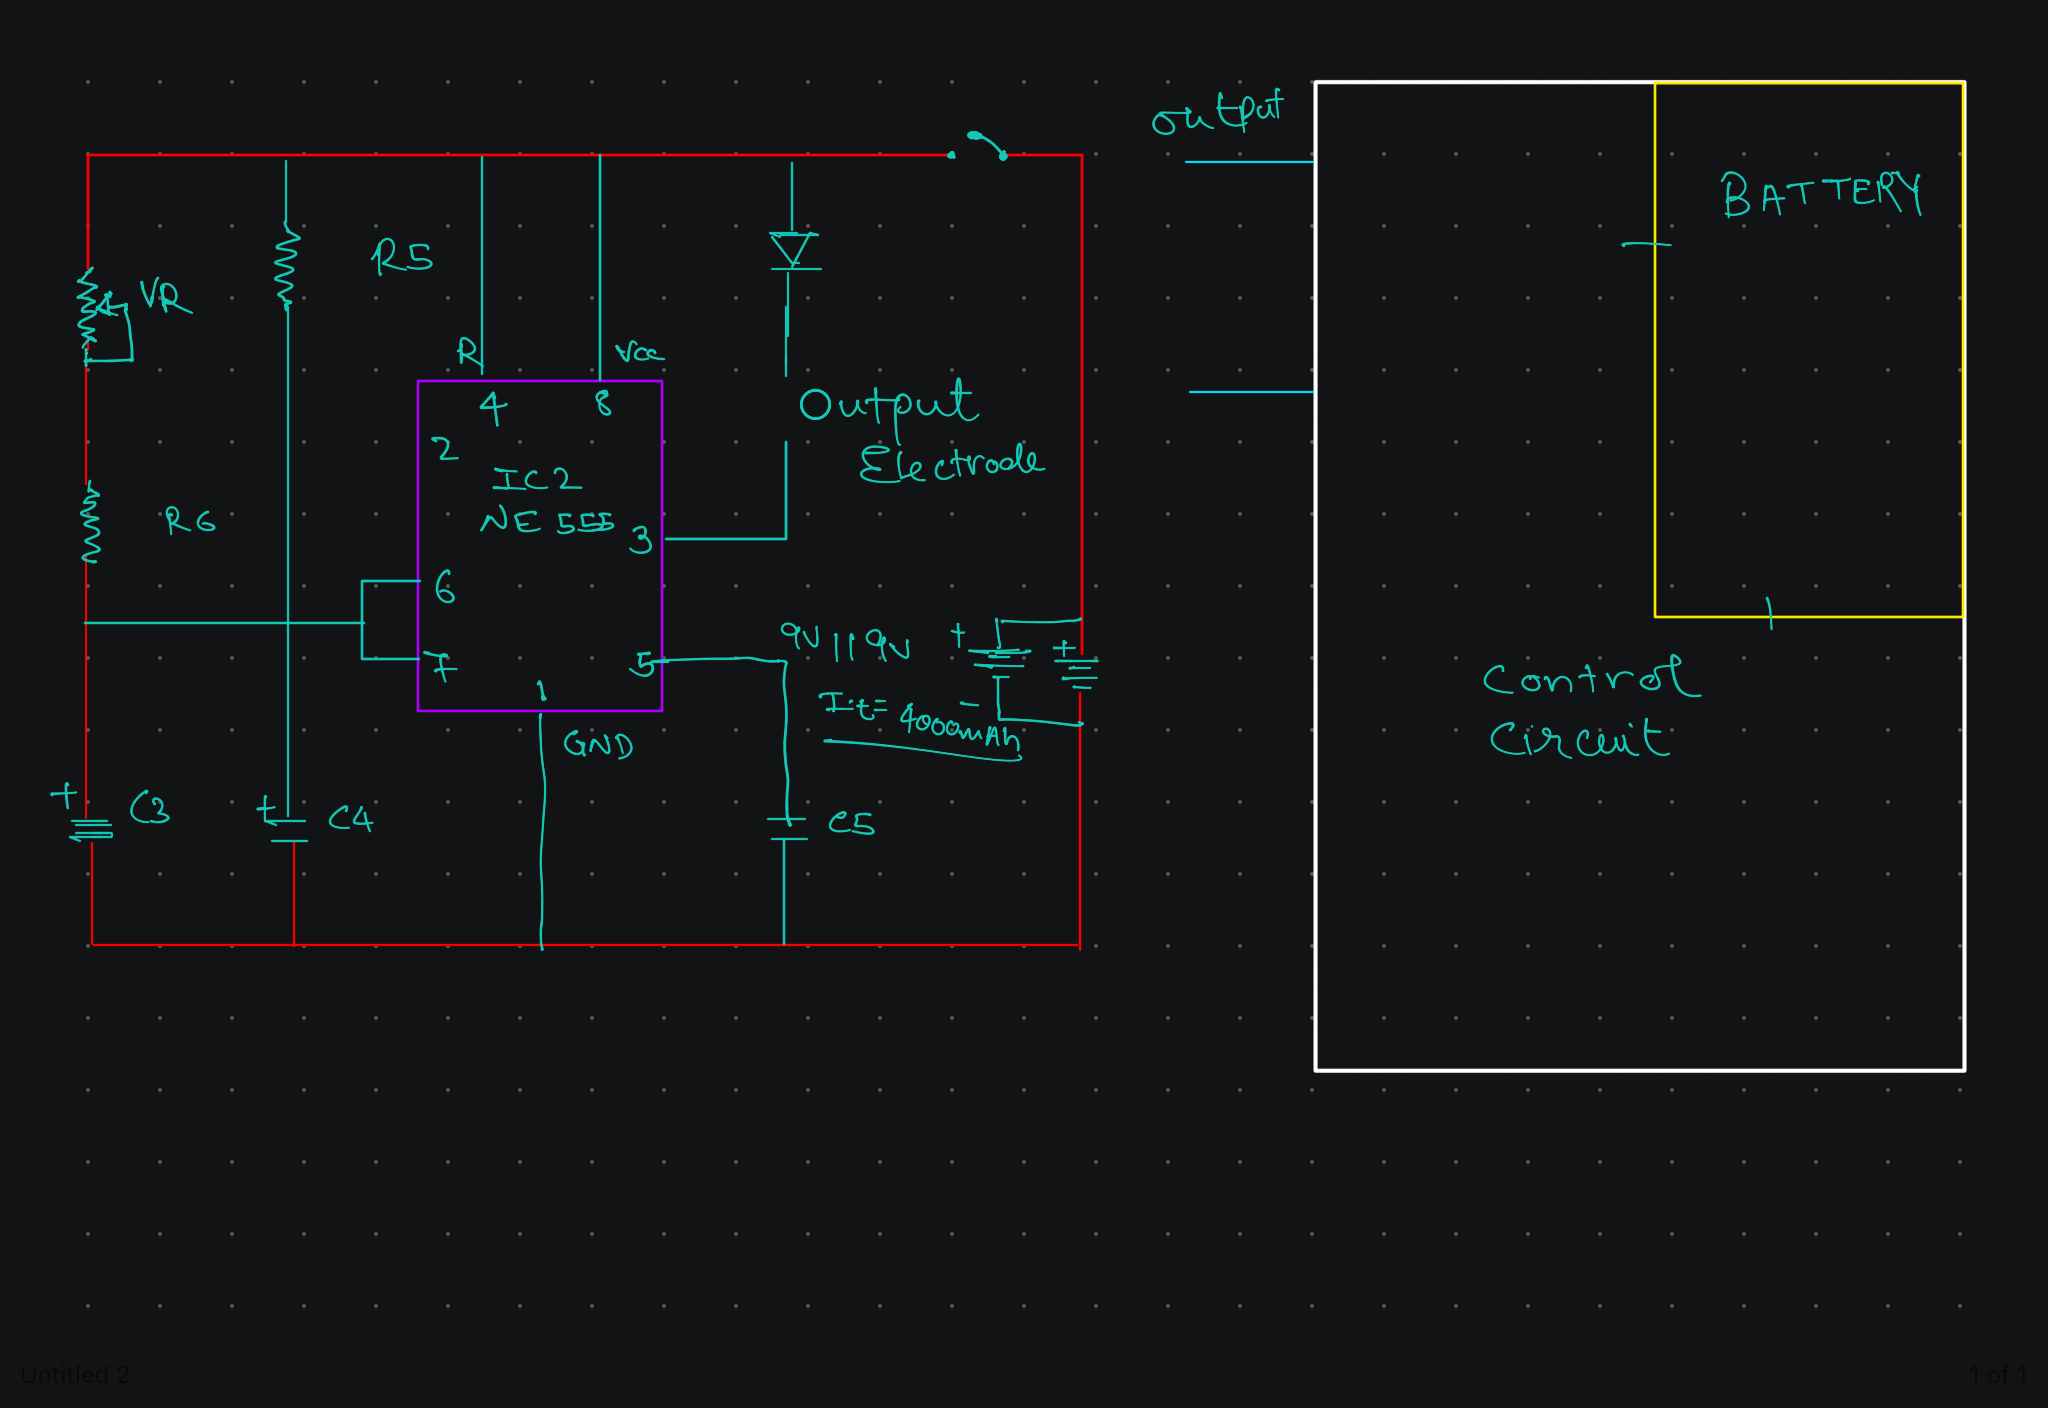 output
BATTERY
R5
VR
R
Vcc
4
8
Output
Electrode
2
IC2
NE 555
3
R6
6
7
5
1
GND
9V || 9V
+
+
It = 4000mAh
-
Control
Circuit
+
C3
+
C4
C5
Untitled 2
1 of 1